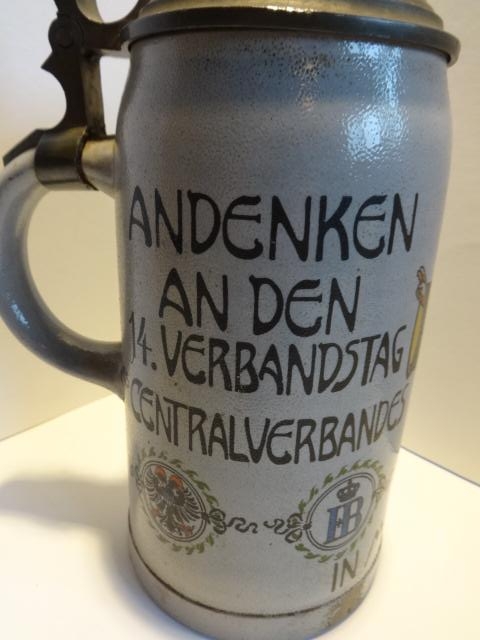 ANDENKEN
AN DEN
14. VERBANDSTAG
CENTRALVERBANDES
HB
IN